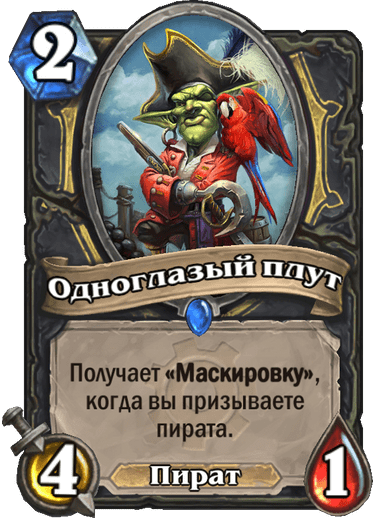 2
Одноглазый плут
Получает «Маскировку»,
когда вы призываете
пирата.
4
Пират
1